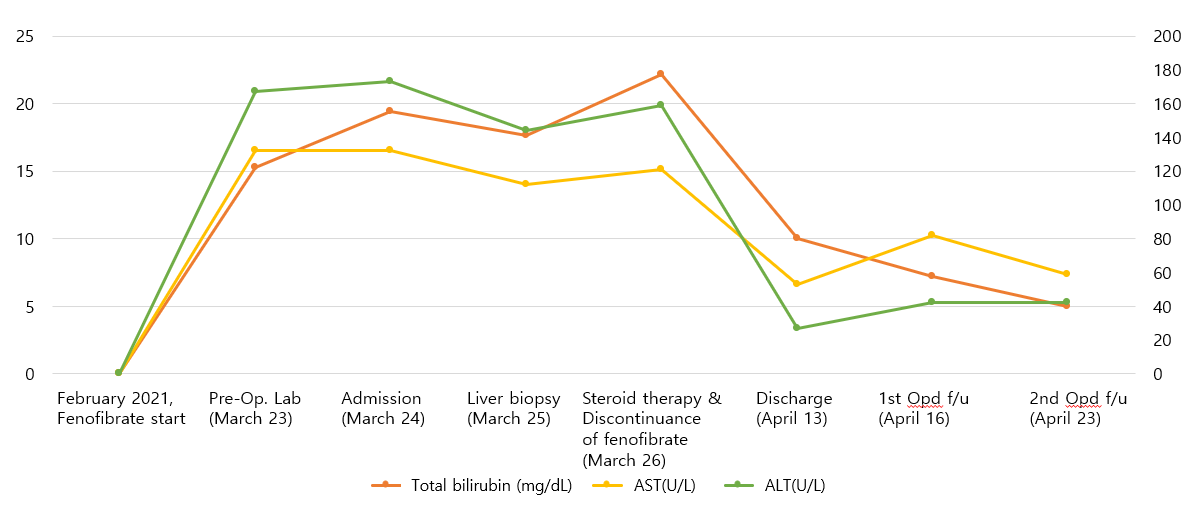 25
20
15
10
5
0
200
180
160
140
120
100
80
60
40
20
0
February 2021,
Fenofibrate start
Pre-Op. Lab
(March 23)
Admission
(March 24)
Liver biopsy
(March 25)
Steroid therapy &
Discontinuance
of fenofibrate
(March 26)
Discharge
(April 13)
1st Opd f/u
(April 16)
2nd Opd f/u
(April 23)
Total bilirubin (mg/dL)
AST(U/L)
ALT(U/L)